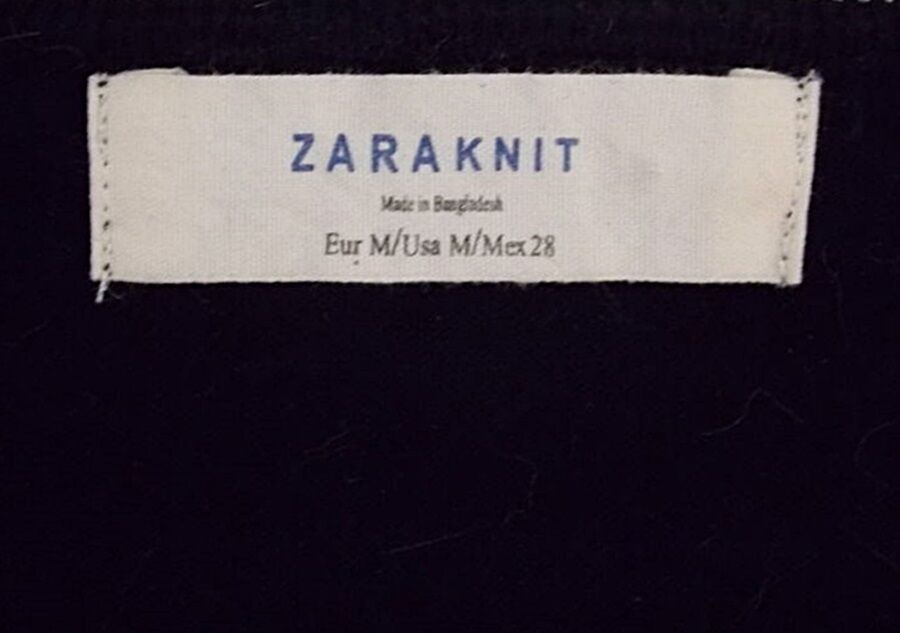 ZARAKNIT
Made in Bangladesh
Eur M/Usa M/Mex 28